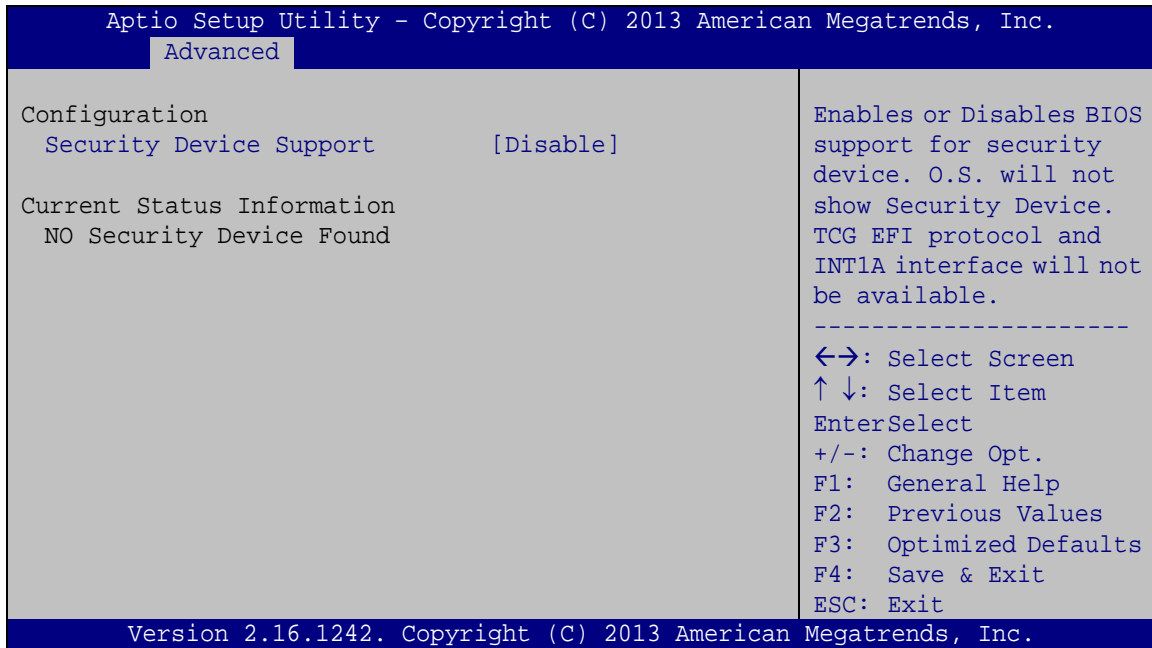 Aptio Setup Utility – Copyright (C) 2013 American Megatrends, Inc.
Advanced
Configuration
Security Device Support [Disable]
Current Status Information
NO Security Device Found
Enables or Disables BIOS
support for security
device. O.S. will not
show Security Device.
TCG EFI protocol and
INT1A interface will not
be available.
----------------------
←→: Select Screen
↑ ↓: Select Item
EnterSelect
+/-: Change Opt.
F1: General Help
F2: Previous Values
F3: Optimized Defaults
F4: Save & Exit
ESC: Exit
Version 2.16.1242. Copyright (C) 2013 American Megatrends, Inc.